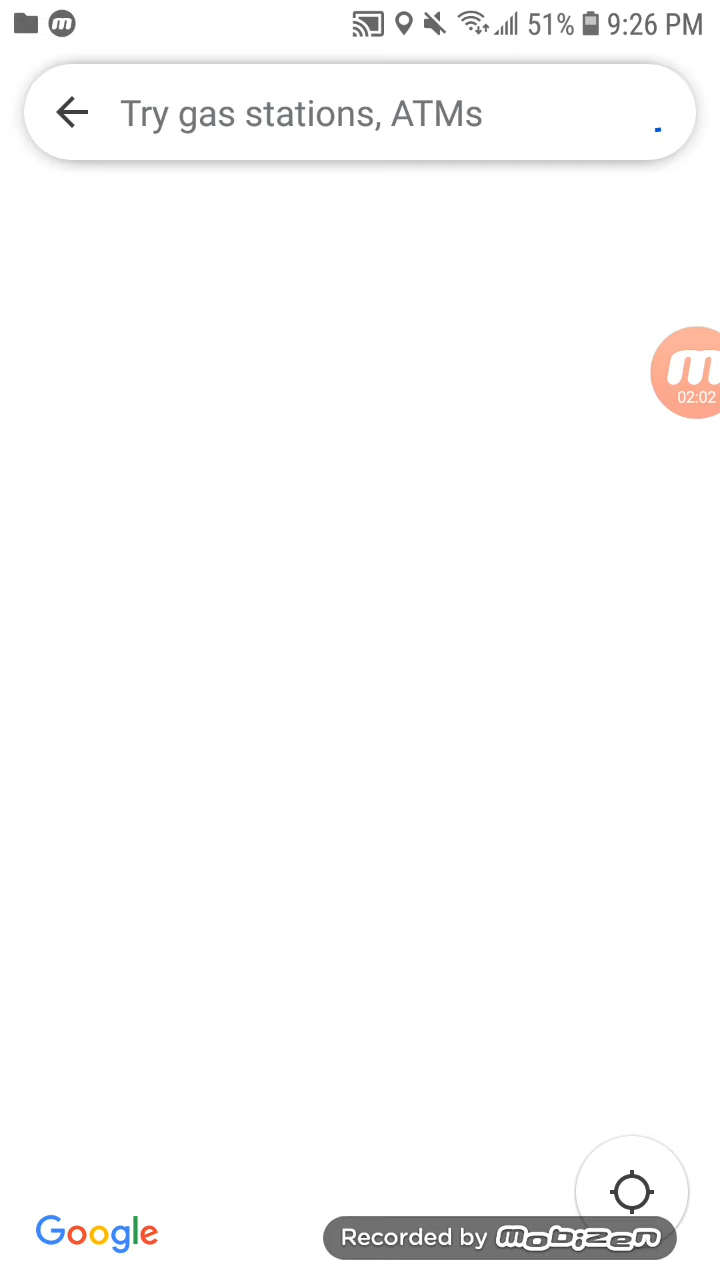 51% 9:26 PM
Try gas stations, ATMs
m
02:02
Google
Recorded by mobizen